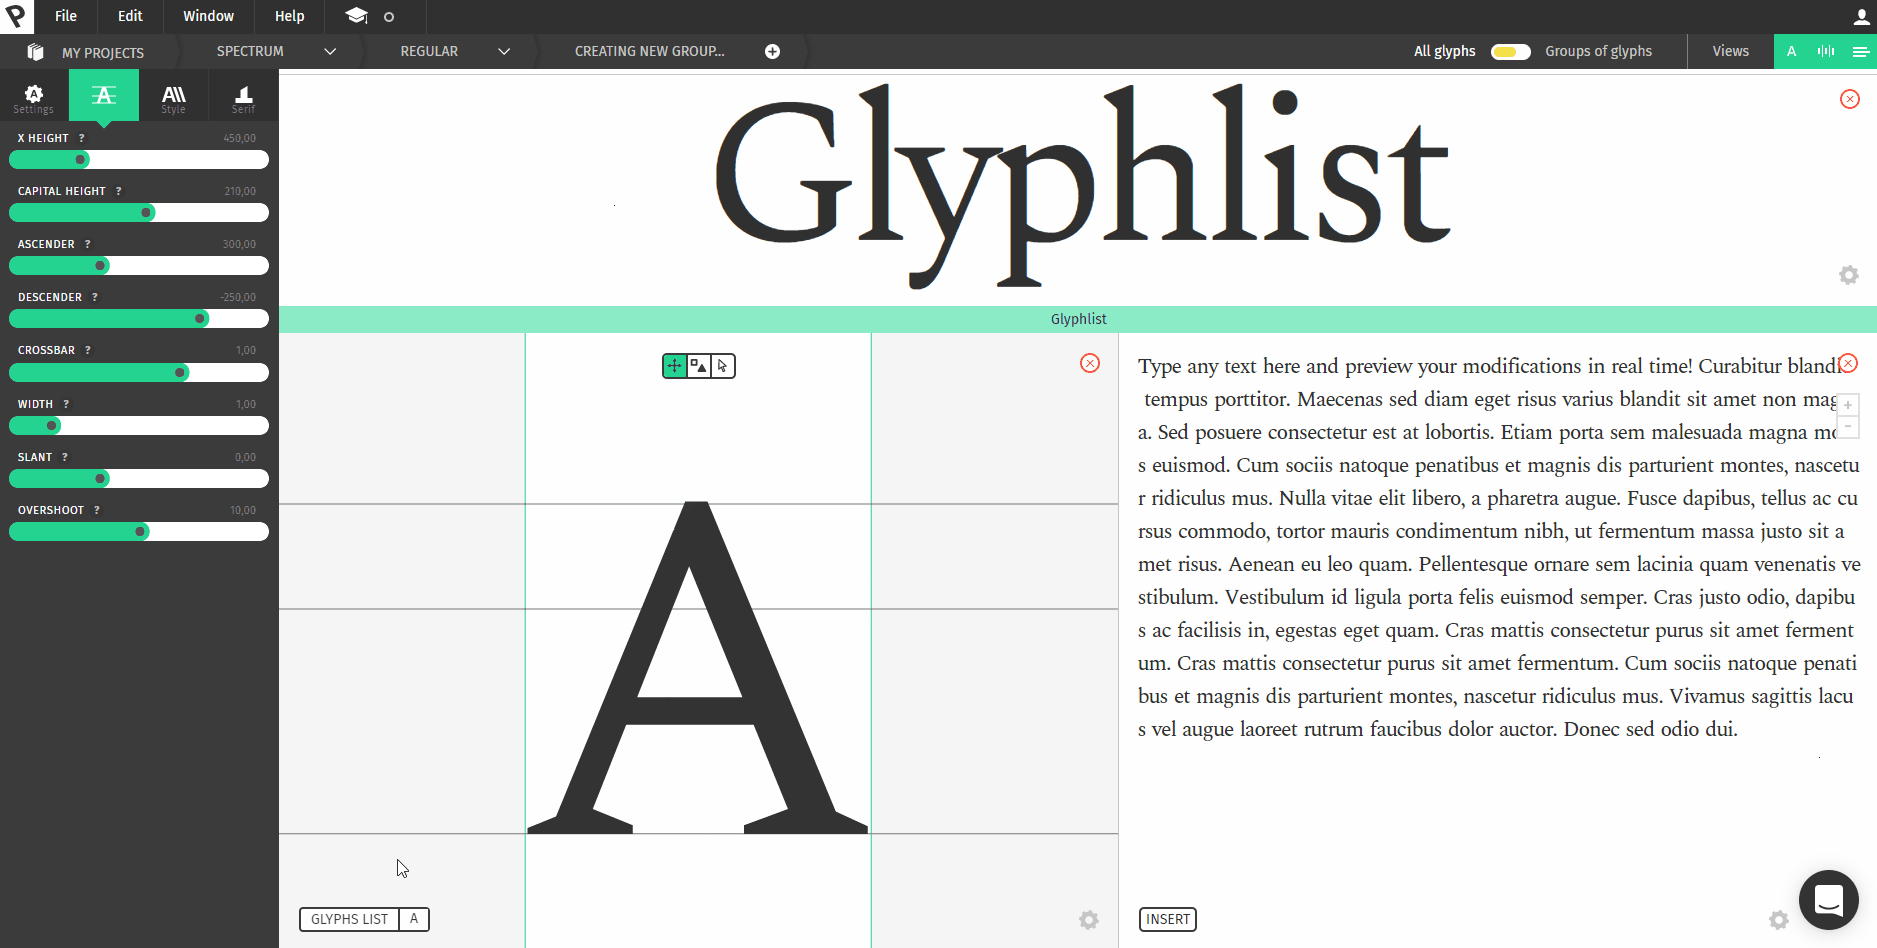 File Edit Window Help
MY PROJECTS SPECTRUM REGULAR CREATING NEW GROUP... All glyphs Groups of glyphs Views A
Settings A Style Serif
X HEIGHT ? 450,00
CAPITAL HEIGHT ? 210,00
ASCENDER ? 300,00
DESCENDER ? -250,00
CROSSBAR ? 1,00
WIDTH ? 1,00
SLANT ? 0,00
OVERSHOOT ? 10,00
Glyphlist
Glyphlist
A
GLYPHS LIST A
Type any text here and preview your modifications in real time! Curabitur blandi
tempus porttitor. Maecenas sed diam eget risus varius blandit sit amet non mag
a. Sed posuere consectetur est at lobortis. Etiam porta sem malesuada magna mo
s euismod. Cum sociis natoque penatibus et magnis dis parturient montes, nascetu
r ridiculus mus. Nulla vitae elit libero, a pharetra augue. Fusce dapibus, tellus ac cu
rsus commodo, tortor mauris condimentum nibh, ut fermentum massa justo sit a
met risus. Aenean eu leo quam. Pellentesque ornare sem lacinia quam venenatis ve
stibulum. Vestibulum id ligula porta felis euismod semper. Cras justo odio, dapibu
s ac facilisis in, egestas eget quam. Cras mattis consectetur purus sit amet ferment
um. Cras mattis consectetur purus sit amet fermentum. Cum sociis natoque penati
bus et magnis dis parturient montes, nascetur ridiculus mus. Vivamus sagittis lacu
s vel augue laoreet rutrum faucibus dolor auctor. Donec sed odio dui.
INSERT